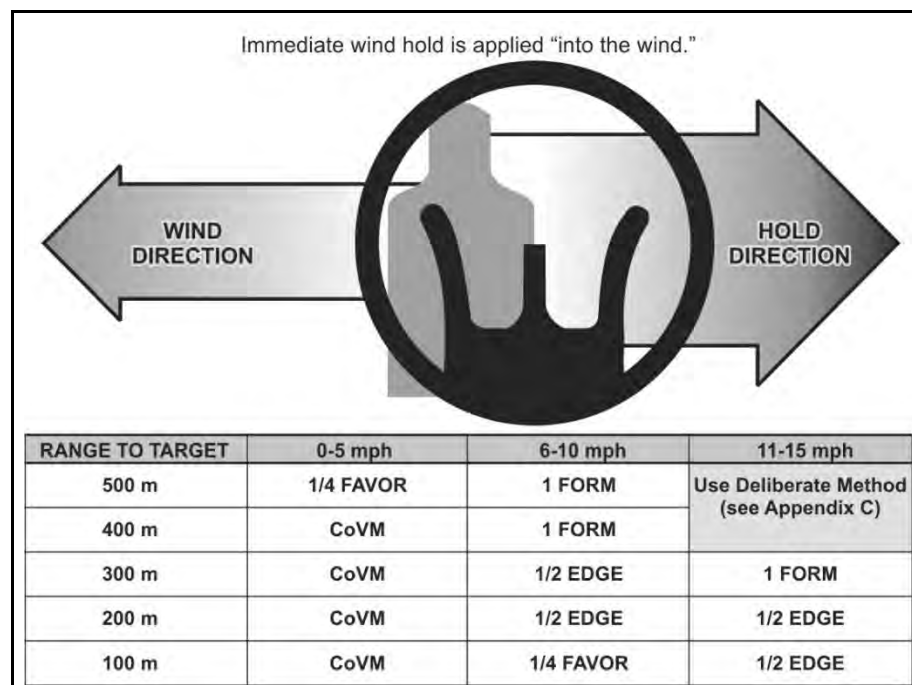 Immediate wind hold is applied “into the wind.”
WIND
DIRECTION
HOLD
DIRECTION
RANGE TO TARGET 0-5 mph 6-10 mph 11-15 mph
500 m 1/4 FAVOR 1 FORM Use Deliberate Method
(see Appendix C)
400 m CoVM 1 FORM
300 m CoVM 1/2 EDGE 1 FORM
200 m CoVM 1/2 EDGE 1/2 EDGE
100 m CoVM 1/4 FAVOR 1/2 EDGE